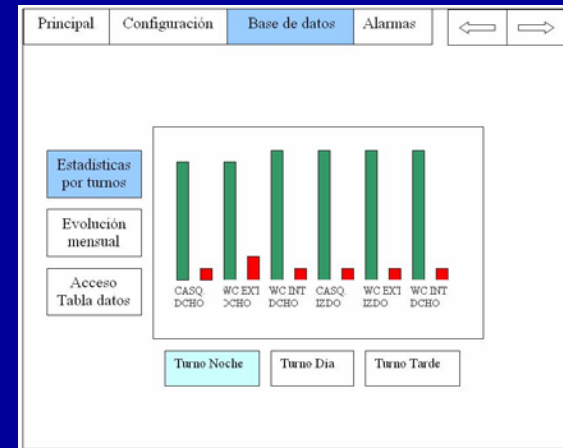 Principal Configuración Base de datos Alarmas
Estadísticas
por turnos
Evolución
mensual
Acceso
Tabla datos
CASQ. WC EXT WC INT CASQ. WC EXT WC INT
DCHO DCHO DCHO IZDO IZDO DCHO
Turno Noche Turno Dia Turno Tarde